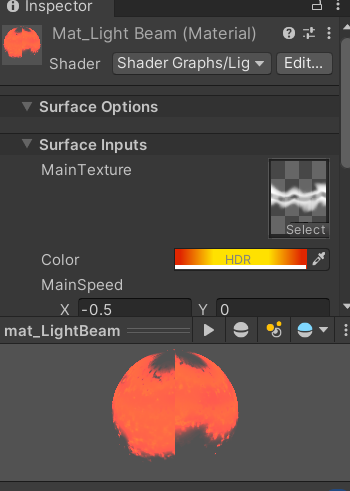 Inspector
Mat_Light Beam (Material)
Shader Shader Graphs/Lig Edit...
Surface Options
Surface Inputs
MainTexture
Select
Color HDR
MainSpeed
X -0.5 Y 0
mat_LightBeam